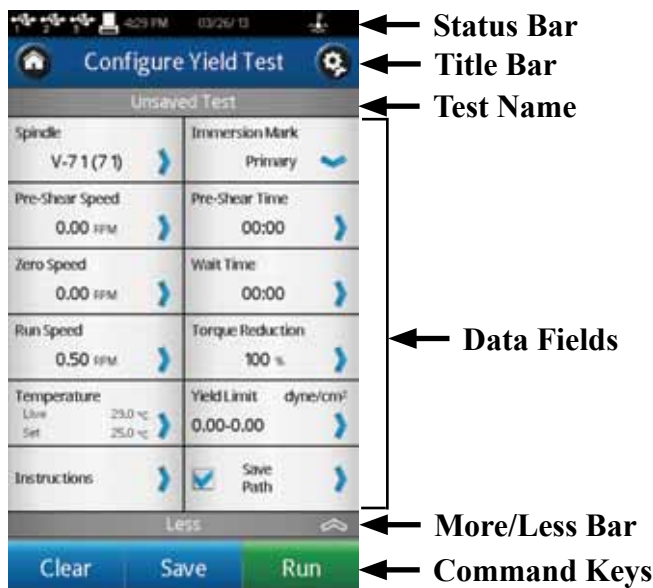 1 2 3 4:29 PM 03/26/13
Status Bar
Configure Yield Test
Title Bar
Unsaved Test
Test Name
Spindle
Immersion Mark
V-71 (71)
Primary
Pre-Shear Speed
Pre-Shear Time
0.00 RPM
00:00
Zero Speed
Wait Time
0.00 RPM
00:00
Run Speed
Torque Reduction
0.50 RPM
100 %
Data Fields
Temperature
Yield Limit dyne/cm²
Live 29.0 °C
Set 25.0 °C
0.00-0.00
Instructions
Save
Path
Less
More/Less Bar
Clear Save Run
Command Keys